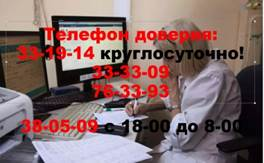 Телефон доверия:
33-19-14 круглосуточно!
33-33-09
76-33-93
38-05-09 с 18-00 до 8-00